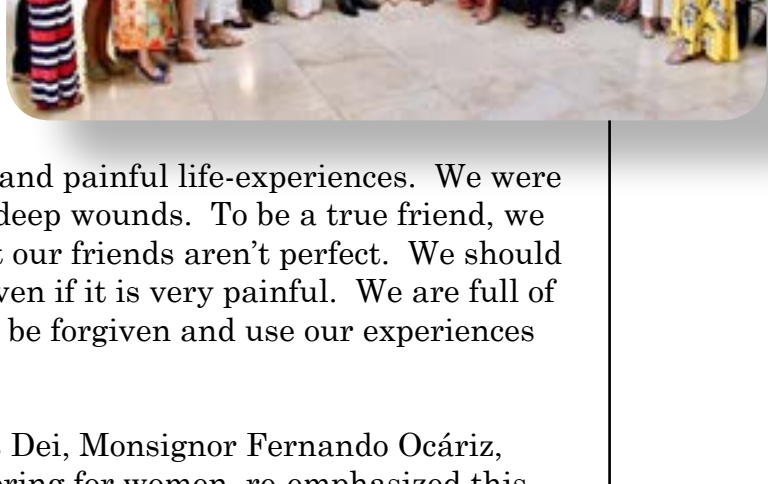 and painful life-experiences.  We were
deep wounds.  To be a true friend, we
our friends aren’t perfect.  We should
if it is very painful.  We are full of
be forgiven and use our experiences
Dei, Monsignor Fernando Ocáriz,
for women, re-emphasized this